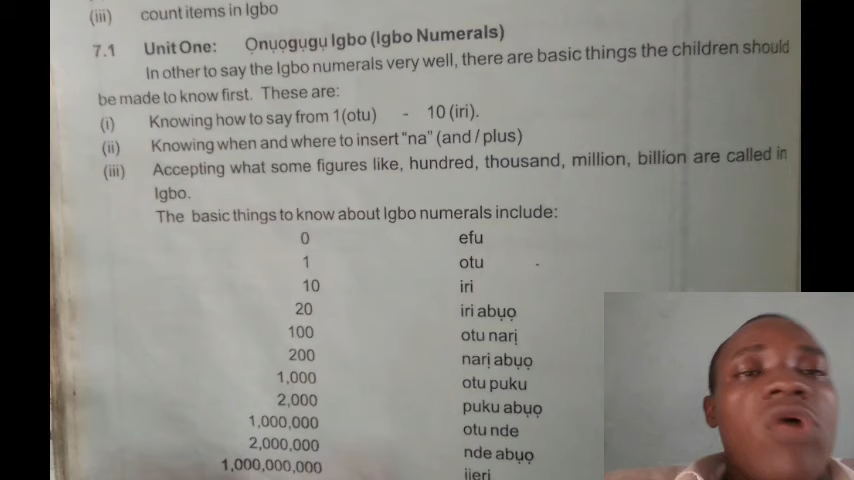 (iii) count items in Igbo
7.1 Unit One: Ọnụọgụgụ Igbo (Igbo Numerals)
In other to say the Igbo numerals very well, there are basic things the children should
be made to know first. These are:
(i) Knowing how to say from 1(otu) - 10 (iri).
(ii) Knowing when and where to insert “na” (and / plus)
(iii) Accepting what some figures like, hundred, thousand, million, billion are called in
Igbo.
The basic things to know about Igbo numerals include:
0 efu
1 otu
10 iri
20 iri abụọ
100 otu narị
200 narị abụọ
1,000 otu puku
2,000 puku abụọ
1,000,000 otu nde
2,000,000 nde abụọ
1,000,000,000 ijeri